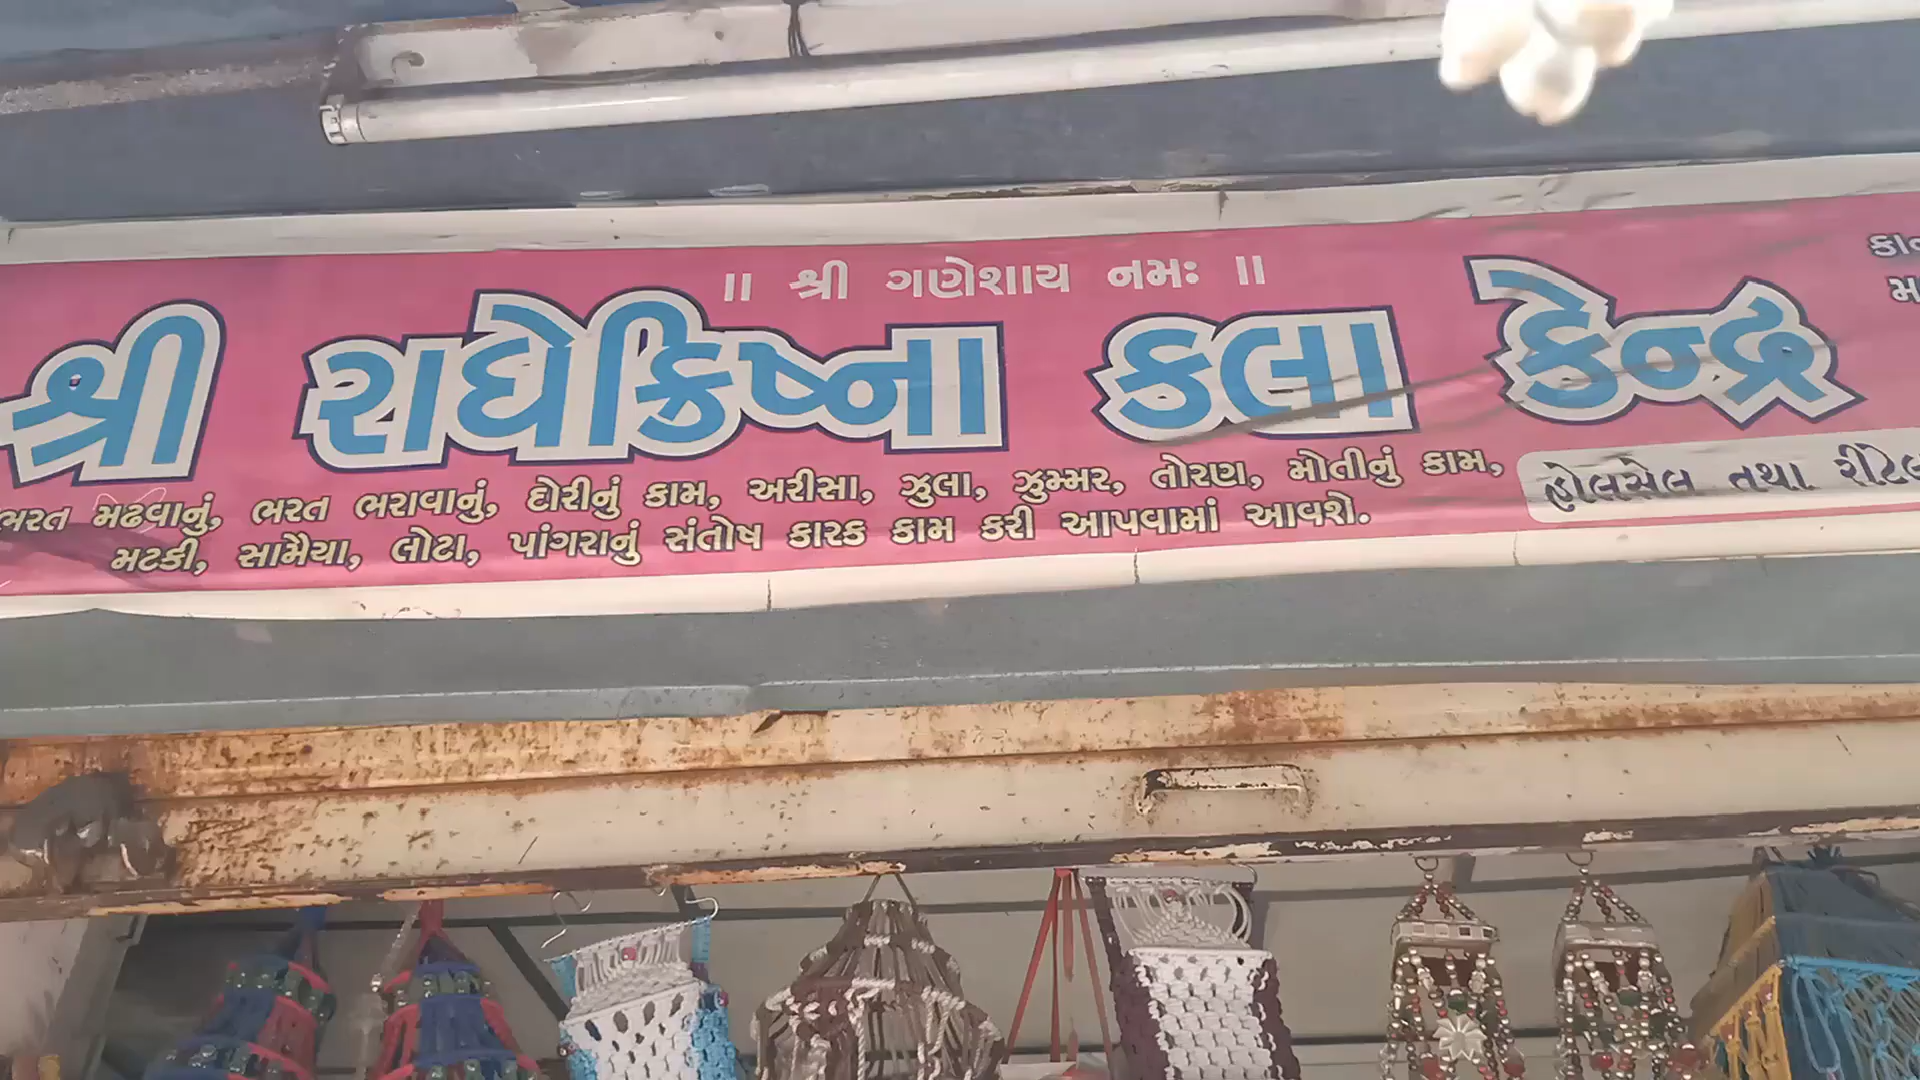 ॥ શ્રી ગણેશાય નમઃ ॥
શ્રી રાધેક્રિષ્ના કલા કેન્દ્ર
ભરત મઢવાનું, ભરત ભરાવાનું, દોરીનું કામ, અરીસા, ઝુલા, ઝુમ્મર, તોરણ, મોતીનું કામ,
મટકી, સામૈયા, લોટા, પાંગરાનું સંતોષ કારક કામ કરી આપવામાં આવશે.
હોલસેલ તથા રીટેલ